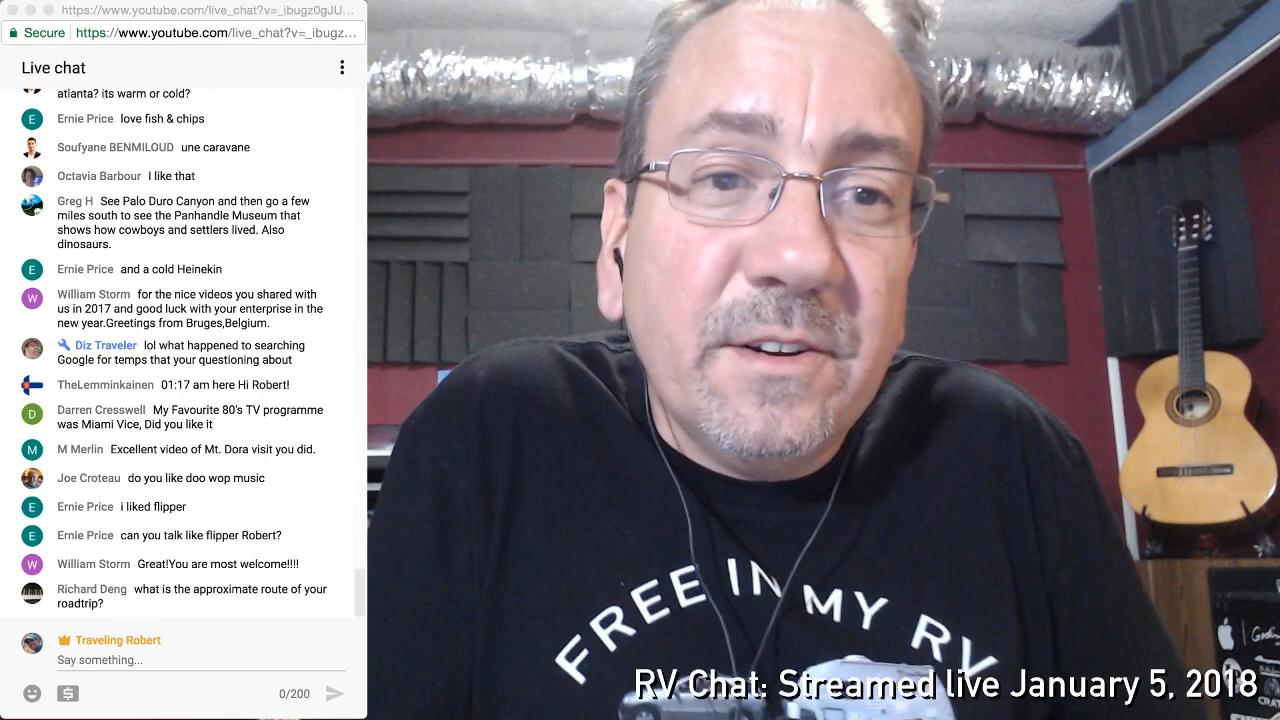 https://www.youtube.com/live_chat?v=_ibugz0gJU...
Secure https://www.youtube.com/live_chat?v=_ibugz...
Live chat
atlanta? its warm or cold?
E Ernie Price love fish & chips
Soufyane BENMILOUD une caravane
Octavia Barbour I like that
Greg H See Palo Duro Canyon and then go a few
miles south to see the Panhandle Museum that
shows how cowboys and settlers lived. Also
dinosaurs.
E Ernie Price and a cold Heinekin
W William Storm for the nice videos you shared with
us in 2017 and good luck with your enterprise in the
new year.Greetings from Bruges,Belgium.
Diz Traveler lol what happened to searching
Google for temps that your questioning about
TheLemminkainen 01:17 am here Hi Robert!
D Darren Cresswell My Favourite 80's TV programme
was Miami Vice, Did you like it
M M Merlin Excellent video of Mt. Dora visit you did.
Joe Croteau do you like doo wop music
E Ernie Price i liked flipper
E Ernie Price can you talk like flipper Robert?
W William Storm Great!You are most welcome!!!!
Richard Deng what is the approximate route of your
roadtrip?
Traveling Robert
Say something...
0/200
FREE IN MY RV
RV Chat: Streamed live January 5, 2018